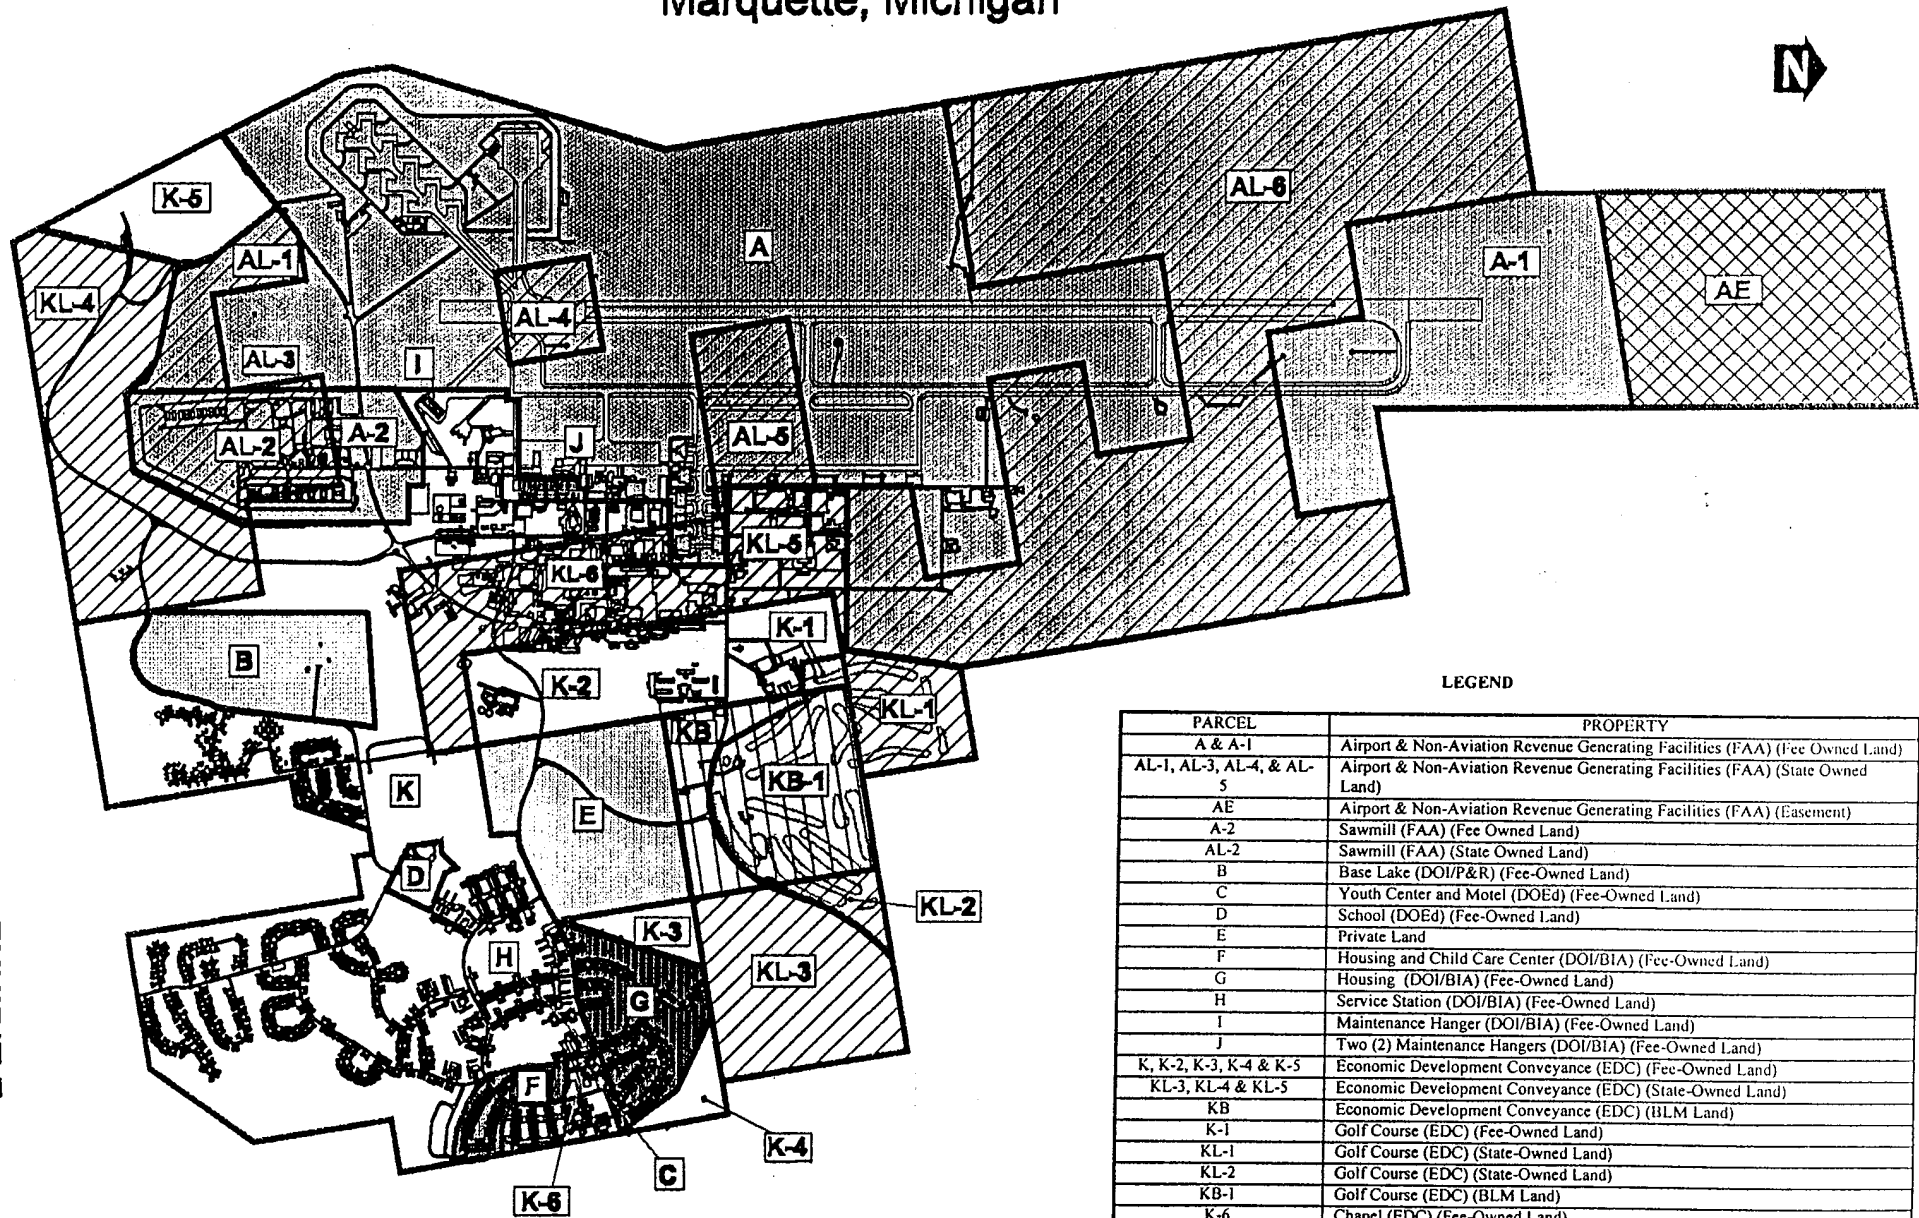 Marquette, Michigan
N
K-5
AL-6
A
AL-1
A-1
KL-4
AE
AL-4
AL-3
I
A-2
AL-2
J
AL-5
KL-5
KL-6
K-1
B
K-2
KL-1
KB
KB-1
K
E
D
KL-2
K-3
H
KL-3
G
F
K-4
C
K-6
LEGEND
PARCEL PROPERTY
A & A-1 Airport & Non-Aviation Revenue Generating Facilities (FAA) (Fee Owned Land)
AL-1, AL-3, AL-4, & AL- Airport & Non-Aviation Revenue Generating Facilities (FAA) (State Owned
5 Land)
AE Airport & Non-Aviation Revenue Generating Facilities (FAA) (Easement)
A-2 Sawmill (FAA) (Fee Owned Land)
AL-2 Sawmill (FAA) (State Owned Land)
B Base Lake (DOI/P&R) (Fee-Owned Land)
C Youth Center and Motel (DOEd) (Fee-Owned Land)
D School (DOEd) (Fee-Owned Land)
E Private Land
F Housing and Child Care Center (DOI/BIA) (Fee-Owned Land)
G Housing (DOI/BIA) (Fee-Owned Land)
H Service Station (DOI/BIA) (Fee-Owned Land)
I Maintenance Hanger (DOI/BIA) (Fee-Owned Land)
J Two (2) Maintenance Hangers (DOI/BIA) (Fee-Owned Land)
K, K-2, K-3, K-4 & K-5 Economic Development Conveyance (EDC) (Fee-Owned Land)
KL-3, KL-4 & KL-5 Economic Development Conveyance (EDC) (State-Owned Land)
KB Economic Development Conveyance (EDC) (BLM Land)
K-1 Golf Course (EDC) (Fee-Owned Land)
KL-1 Golf Course (EDC) (State-Owned Land)
KL-2 Golf Course (EDC) (State-Owned Land)
KB-1 Golf Course (EDC) (BLM Land)
K-6 Chapel (EDC) (Fee-Owned Land)